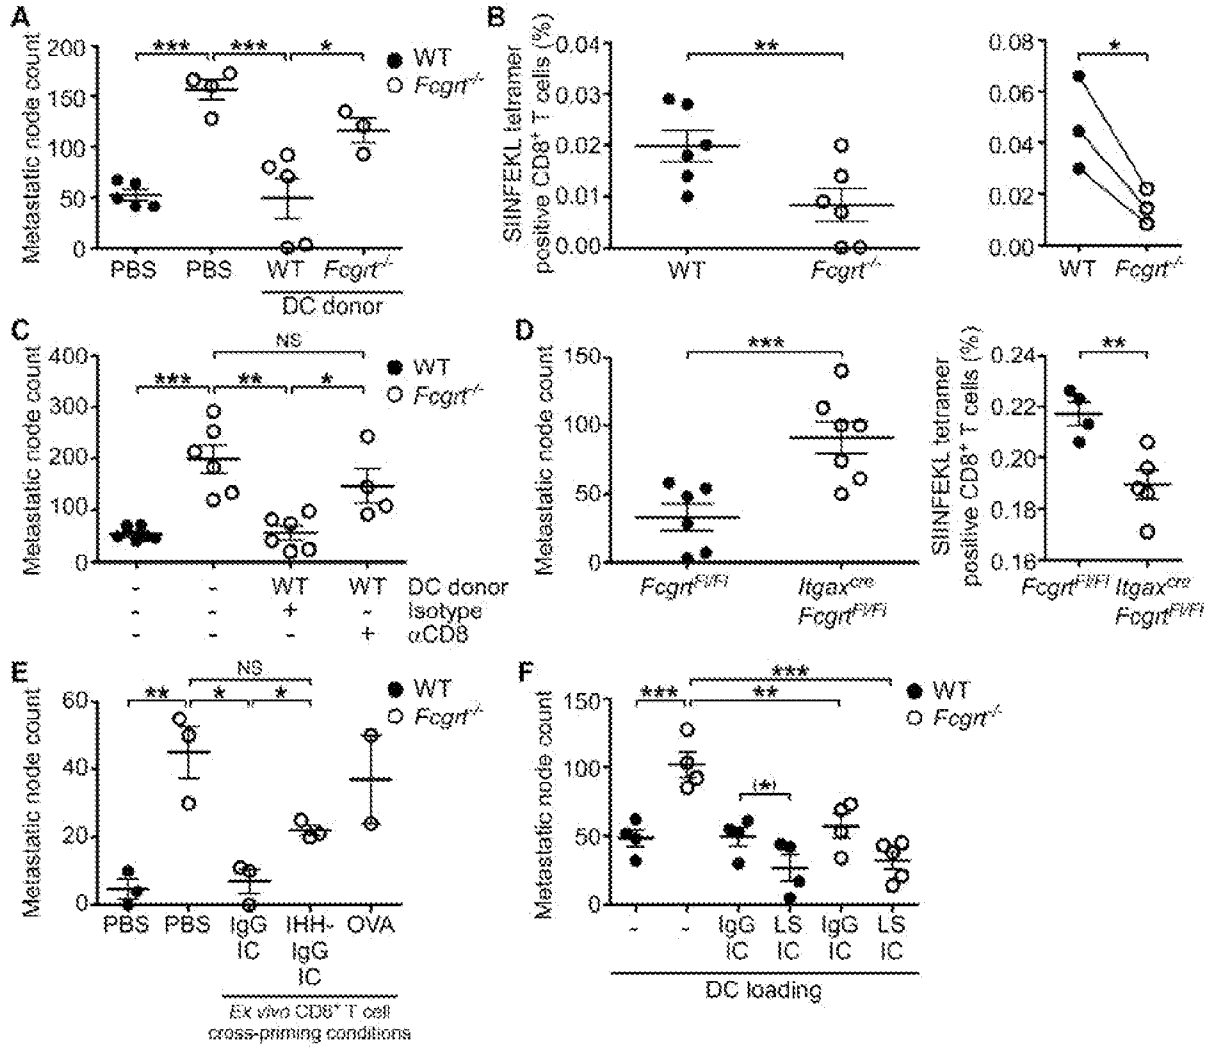 A
Metastatic node count
200
150
100
50
0
*** *** *
WT
Fcgrt-/-
PBS PBS WT Fcgrt-/-
DC donor
B
SIINFEKL tetramer
positive CD8+ T cells (%)
0.04
0.03
0.02
0.01
0.00
**
WT Fcgrt-/-
0.08
0.06
0.04
0.02
0.00
*
WT Fcgrt-/-
C
Metastatic node count
400
300
200
100
0
NS
*** ** *
WT
Fcgrt-/-
- - WT WT DC donor
- - + - Isotype
- - - + αCD8
D
Metastatic node count
150
100
50
0
***
FcgrtFl/Fl Itgaxcre
FcgrtFl/Fl
SIINFEKL tetramer
positive CD8+ T cells (%)
0.24
0.22
0.20
0.18
0.16
**
FcgrtFl/Fl Itgaxcre
FcgrtFl/Fl
E
Metastatic node count
60
40
20
0
NS
** * *
WT
Fcgrt-/-
PBS PBS IgG IHH- OVA
IC IgG
IC
Ex vivo CD8+ T cell
cross-priming conditions
F
Metastatic node count
150
100
50
0
***
*** **
(*)
WT
Fcgrt-/-
- - IgG LS IgG LS
IC IC IC IC
DC loading